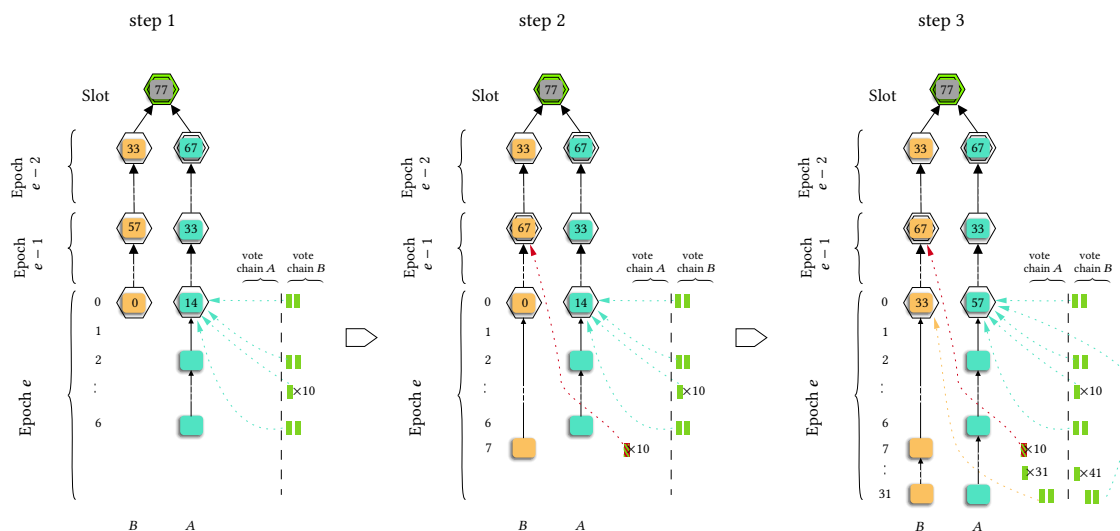 step 1
step 2
step 3
Slot
77
33
67
Epoch
e − 2
57
33
Epoch
e − 1
vote
chain A
vote
chain B
0
0
14
1
2
:
×10
6
Epoch e
B
A
Slot
77
33
67
Epoch
e − 2
67
33
Epoch
e − 1
vote
chain A
vote
chain B
0
0
14
1
2
:
×10
6
7
×10
Epoch e
B
A
Slot
77
33
67
Epoch
e − 2
67
33
Epoch
e − 1
vote
chain A
vote
chain B
0
33
57
1
2
:
×10
6
7
×10
:
×31
×41
31
Epoch e
B
A